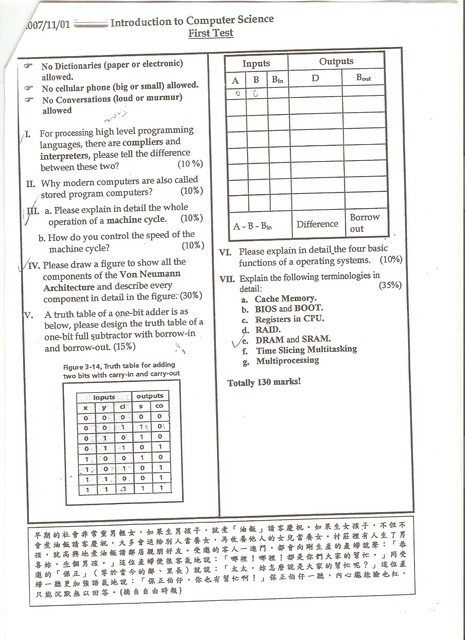 2007/11/01 Introduction to Computer Science
First Test
No Dictionaries (paper or electronic)
allowed.
No cellular phone (big or small) allowed.
No Conversations (loud or murmur)
allowed
I. For processing high level programming
languages, there are compliers and
interpreters, please tell the difference
between these two? (10%)
II. Why modern computers are also called
stored program computers? (10%)
III. a. Please explain in detail the whole
operation of a machine cycle. (10%)
b. How do you control the speed of the
machine cycle? (10%)
IV. Please draw a figure to show all the
components of the Von Neumann
Architecture and describe every
component in detail in the figure. (30%)
V. A truth table of a one-bit adder is as
below, please design the truth table of a
one-bit full subtractor with borrow-in
and borrow-out. (15%)
Figure 3-14, Truth table for adding
two bits with carry-in and carry-out
inputs outputs
x y ci s co
0 0 0 0 0
0 0 1 1 0
0 1 0 1 0
0 1 1 0 1
1 0 0 1 0
1 0 1 0 1
1 1 0 0 1
1 1 1 1 1
Inputs Outputs
A B Bin D Bout
0 0
A - B - Bin Difference Borrow
out
VI. Please explain in detail the four basic
functions of a operating systems. (10%)
VII. Explain the following terminologies in
detail: (35%)
a. Cache Memory.
b. BIOS and BOOT.
c. Registers in CPU.
d. RAID.
e. DRAM and SRAM.
f. Time Slicing Multitasking
g. Multiprocessing
Totally 130 marks!
早期的社會非常重男輕女，如果生男孩子，就要「油飯」請客慶祝。如果生女孩子，不但不
會煮油飯請客慶祝，大多會送給別人當養女，再收養他人的女兒當養女。村莊裡有人生了男
孩，就高興地煮油飯請鄰居親朋好友。受邀的客人一進門，都會向剛生產的產婦說聲：「恭
喜妳，生個男孩。」這位產婦便很客氣地說：「哪裡！哪裡！都是你們大家的幫忙。」同受
邀的「保正」(等於當今的鄰、里長)就說：「太太，妳怎麼說是大家的幫忙呢？」這位產
婦一聽更加強語氣地說：「保正伯仔，你也有幫忙啊！」保正伯仔一聽，內心尷尬臉也紅，
只能沉默無以回答。(摘自自由時報)